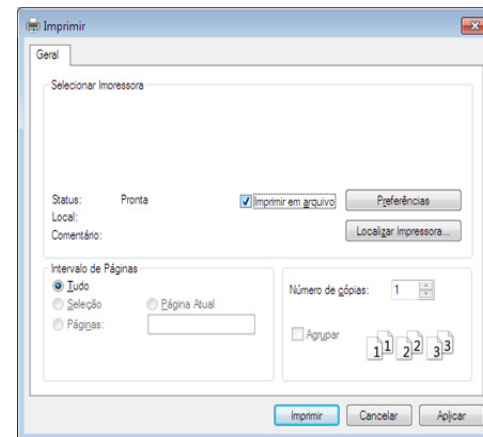 Imprimir
Geral
Selecionar Impressora
Status: Pronta
Imprimir em arquivo
Preferências
Local:
Localizar Impressora...
Comentário:
Intervalo de Páginas
Tudo
Seleção
Página Atual
Páginas:
Número de cópias: 1
Agrupar
1 1 2 2 3 3
Imprimir
Cancelar
Aplicar